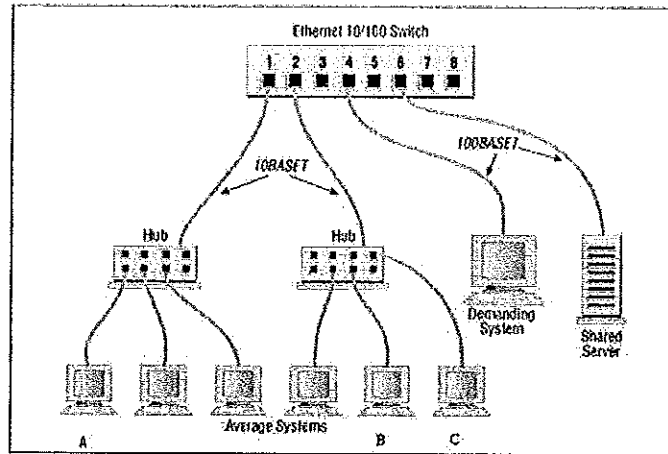 Ethernet 10/100 Switch
1 2 3 4 5 6 7 8
10BASET
100BASET
Hub
Hub
Demanding
System
Shared
Server
Average Systems
A B C